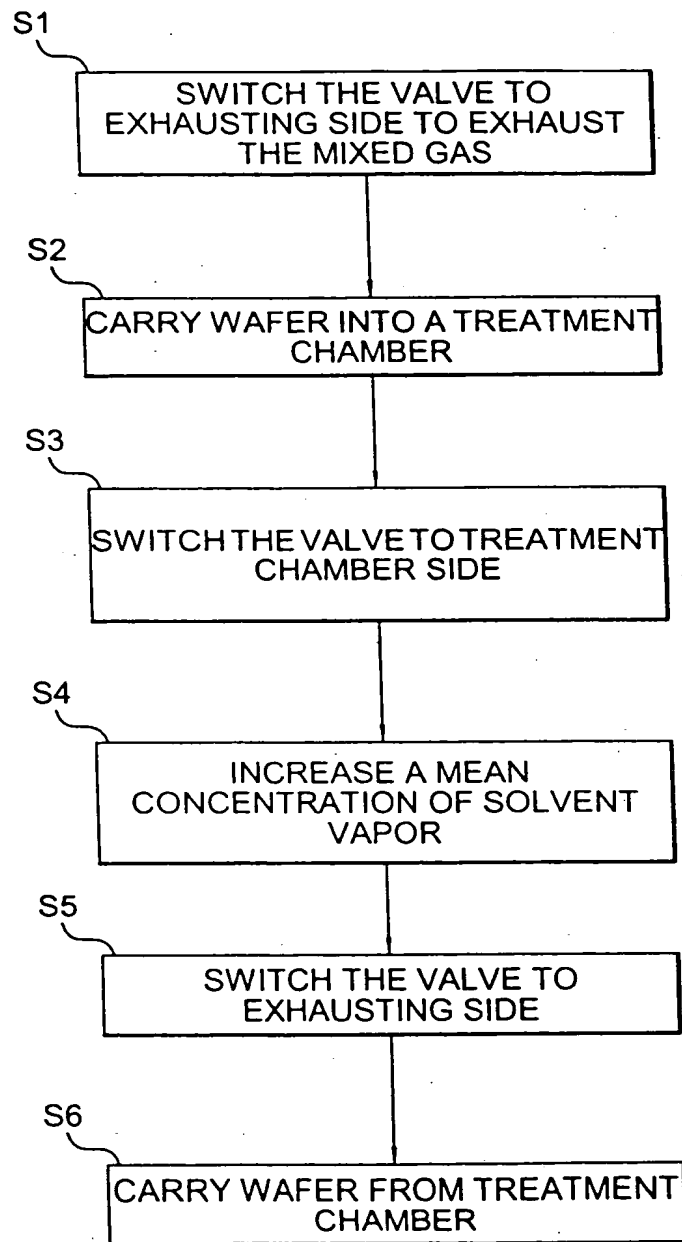 S1
SWITCH THE VALVE TO
EXHAUSTING SIDE TO EXHAUST
THE MIXED GAS
S2
CARRY WAFER INTO A TREATMENT
CHAMBER
S3
SWITCH THE VALVE TO TREATMENT
CHAMBER SIDE
S4
INCREASE A MEAN
CONCENTRATION OF SOLVENT
VAPOR
S5
SWITCH THE VALVE TO
EXHAUSTING SIDE
S6
CARRY WAFER FROM TREATMENT
CHAMBER